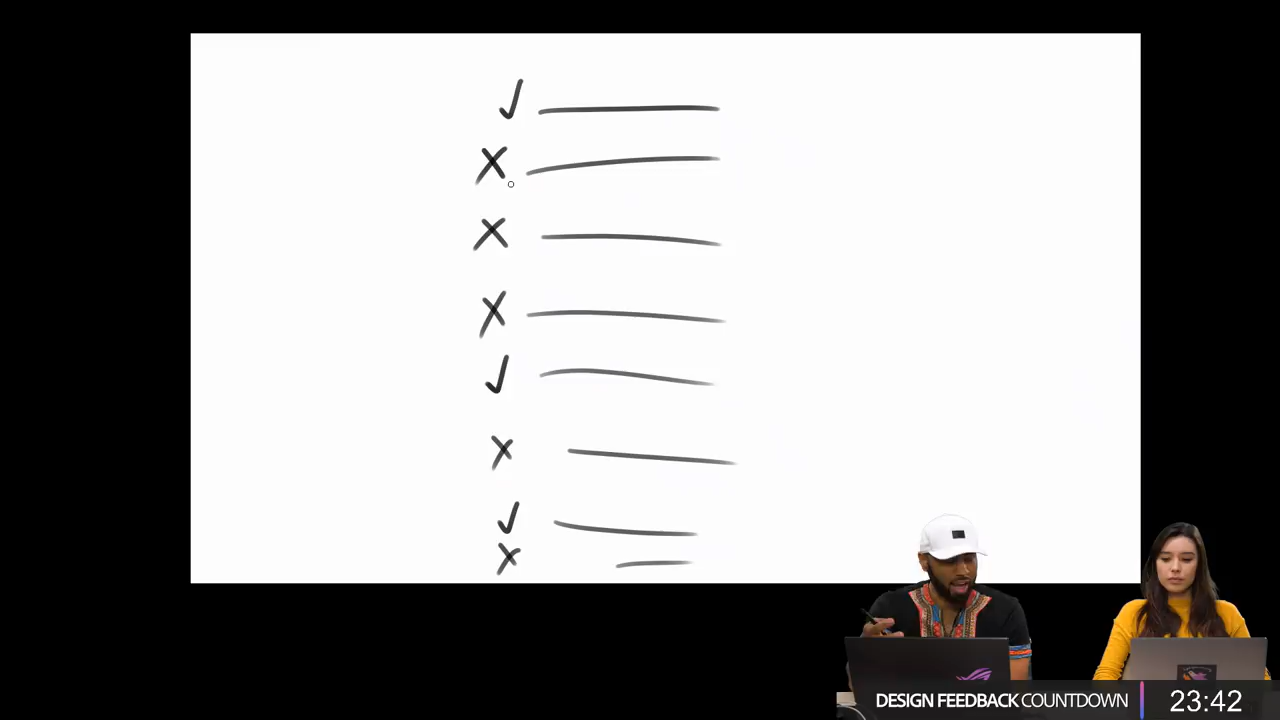 ✓
X
X
X
✓
X
✓
X
DESIGN FEEDBACK COUNTDOWN 23:42